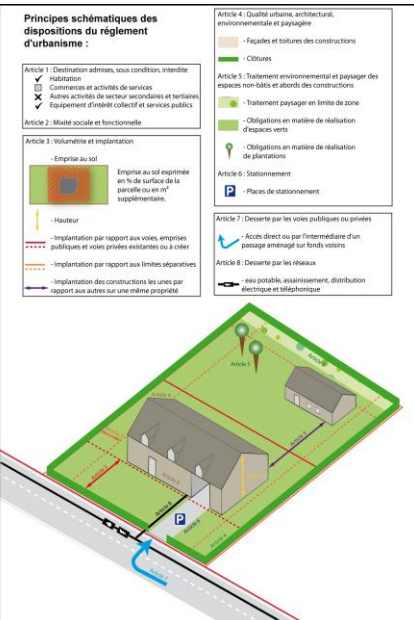 Principes schématiques des
dispositions du réglement
d'urbanisme :
Article 1 : Destination admises, sous condition, interdite
Habitation
Commerces et activités de services
Autres activités de secteur secondaires et tertiaires
Equipement d'intérêt collectif et services publics
Article 2 : Mixité sociale et fonctionnelle
Article 3 : Volumétrie et implantation
- Emprise au sol
Emprise au sol exprimée
en % de surface de la
parcelle ou en m²
supplémentaire.
- Hauteur
- Implantation par rapport aux voies, emprises
publiques et voies privées existantes ou à créer
- Implantation par rapport aux limites séparatives
- Implantation des constructions les unes par
rapport aux autres sur une même propriété
Article 4 : Qualité urbaine, architectural,
environnementale et paysagère
- Façades et toitures des constructions
- Clôtures
Article 5 : Traitement environnemental et paysager des
espaces non-bâtis et abords des constructions
- Traitement paysager en limite de zone
- Obligations en matière de réalisation
d'espaces verts
- Obligations en matière de réalisation
de plantations
Article 6 : Stationnement
P - Places de stationnement
Article 7 : Desserte par les voies publiques ou privées
- Accés direct ou par l'intermédiaire d'un
passage aménagé sur fonds voisins
Article 8 : Desserte par les réseaux
- eau potable, assainissement, distribution
électrique et téléphonique
Article 5
Article 3
Article 3
Article 8
P
Article 6
Article 7